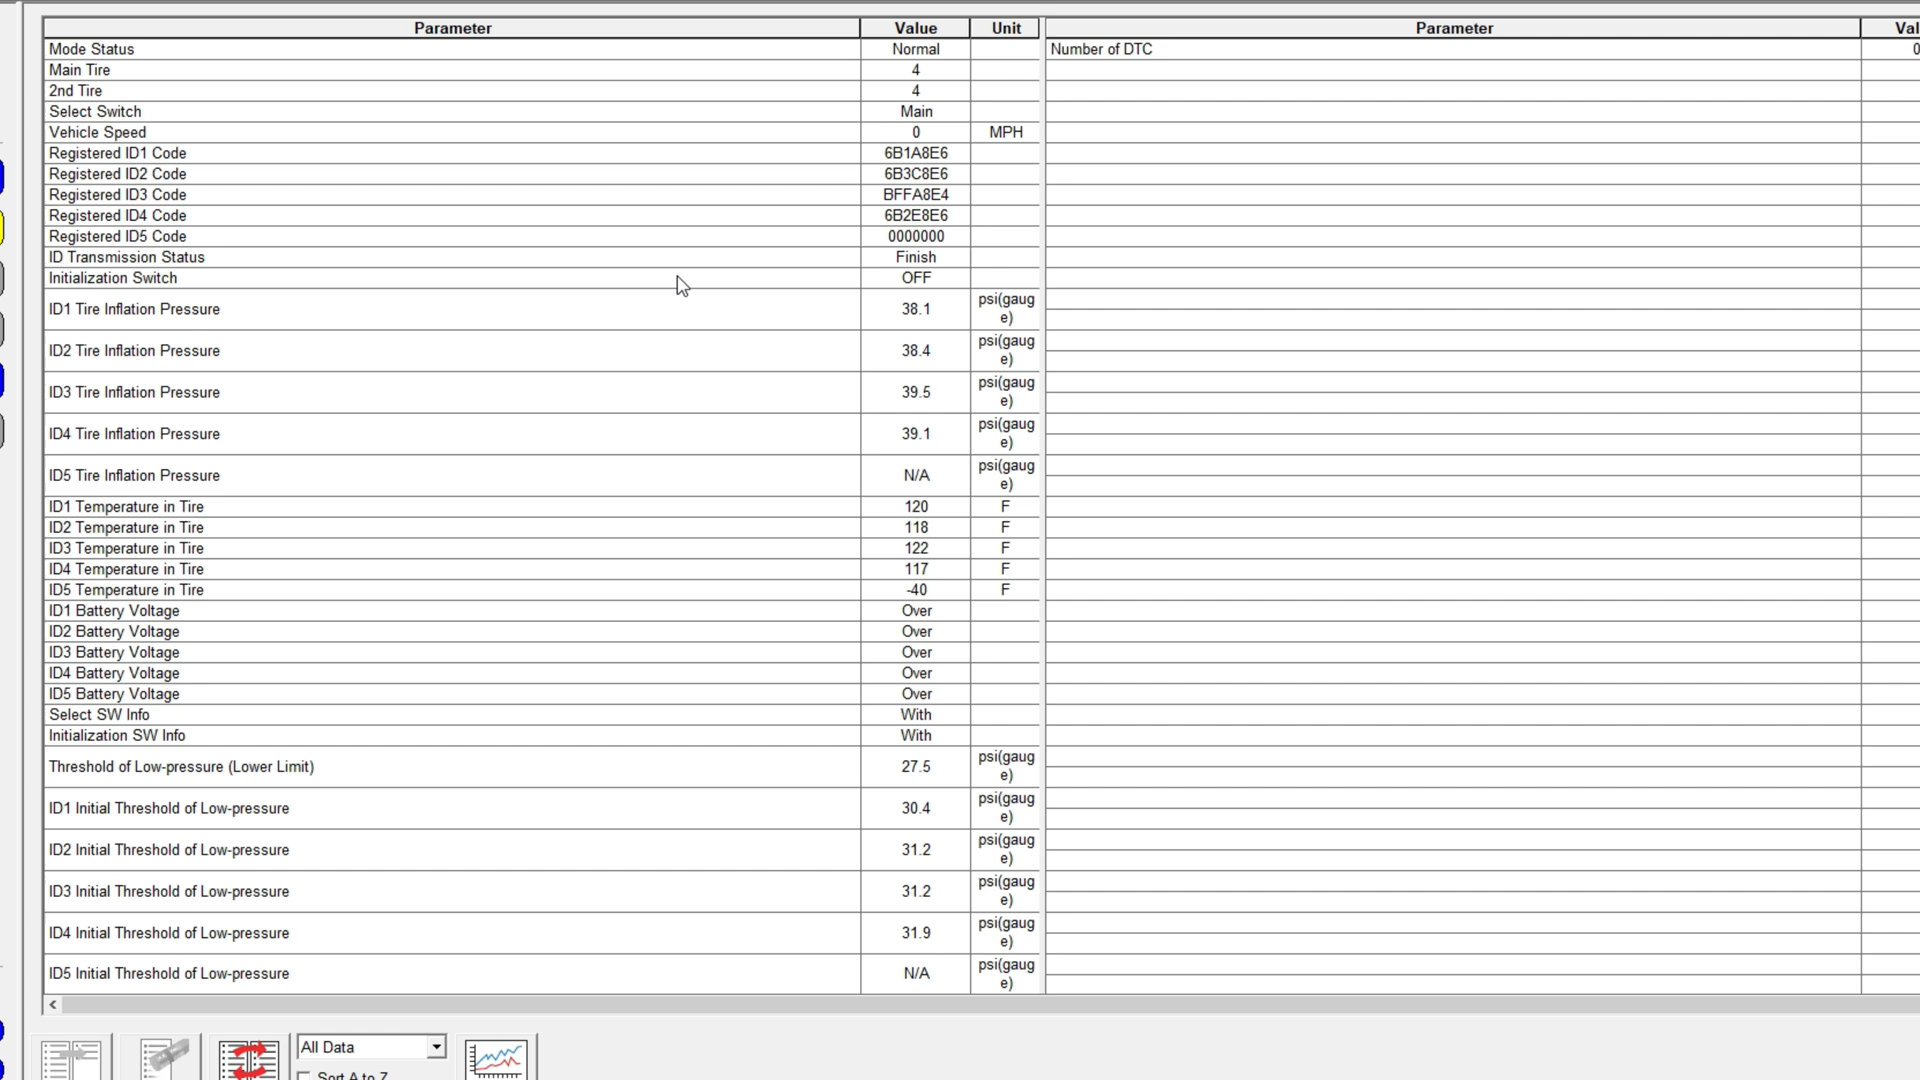 Parameter Value Unit Parameter
Mode Status Normal Number of DTC 0
Main Tire 4
2nd Tire 4
Select Switch Main
Vehicle Speed 0 MPH
Registered ID1 Code 6B1A8E6
Registered ID2 Code 6B3C8E6
Registered ID3 Code BFFA8E4
Registered ID4 Code 6B2E8E6
Registered ID5 Code 0000000
ID Transmission Status Finish
Initialization Switch OFF
ID1 Tire Inflation Pressure 38.1 psi(gaug
e)
ID2 Tire Inflation Pressure 38.4 psi(gaug
e)
ID3 Tire Inflation Pressure 39.5 psi(gaug
e)
ID4 Tire Inflation Pressure 39.1 psi(gaug
e)
ID5 Tire Inflation Pressure N/A psi(gaug
e)
ID1 Temperature in Tire 120 F
ID2 Temperature in Tire 118 F
ID3 Temperature in Tire 122 F
ID4 Temperature in Tire 117 F
ID5 Temperature in Tire -40 F
ID1 Battery Voltage Over
ID2 Battery Voltage Over
ID3 Battery Voltage Over
ID4 Battery Voltage Over
ID5 Battery Voltage Over
Select SW Info With
Initialization SW Info With
Threshold of Low-pressure (Lower Limit) 27.5 psi(gaug
e)
ID1 Initial Threshold of Low-pressure 30.4 psi(gaug
e)
ID2 Initial Threshold of Low-pressure 31.2 psi(gaug
e)
ID3 Initial Threshold of Low-pressure 31.2 psi(gaug
e)
ID4 Initial Threshold of Low-pressure 31.9 psi(gaug
e)
ID5 Initial Threshold of Low-pressure N/A psi(gaug
e)
All Data
Sort A to Z